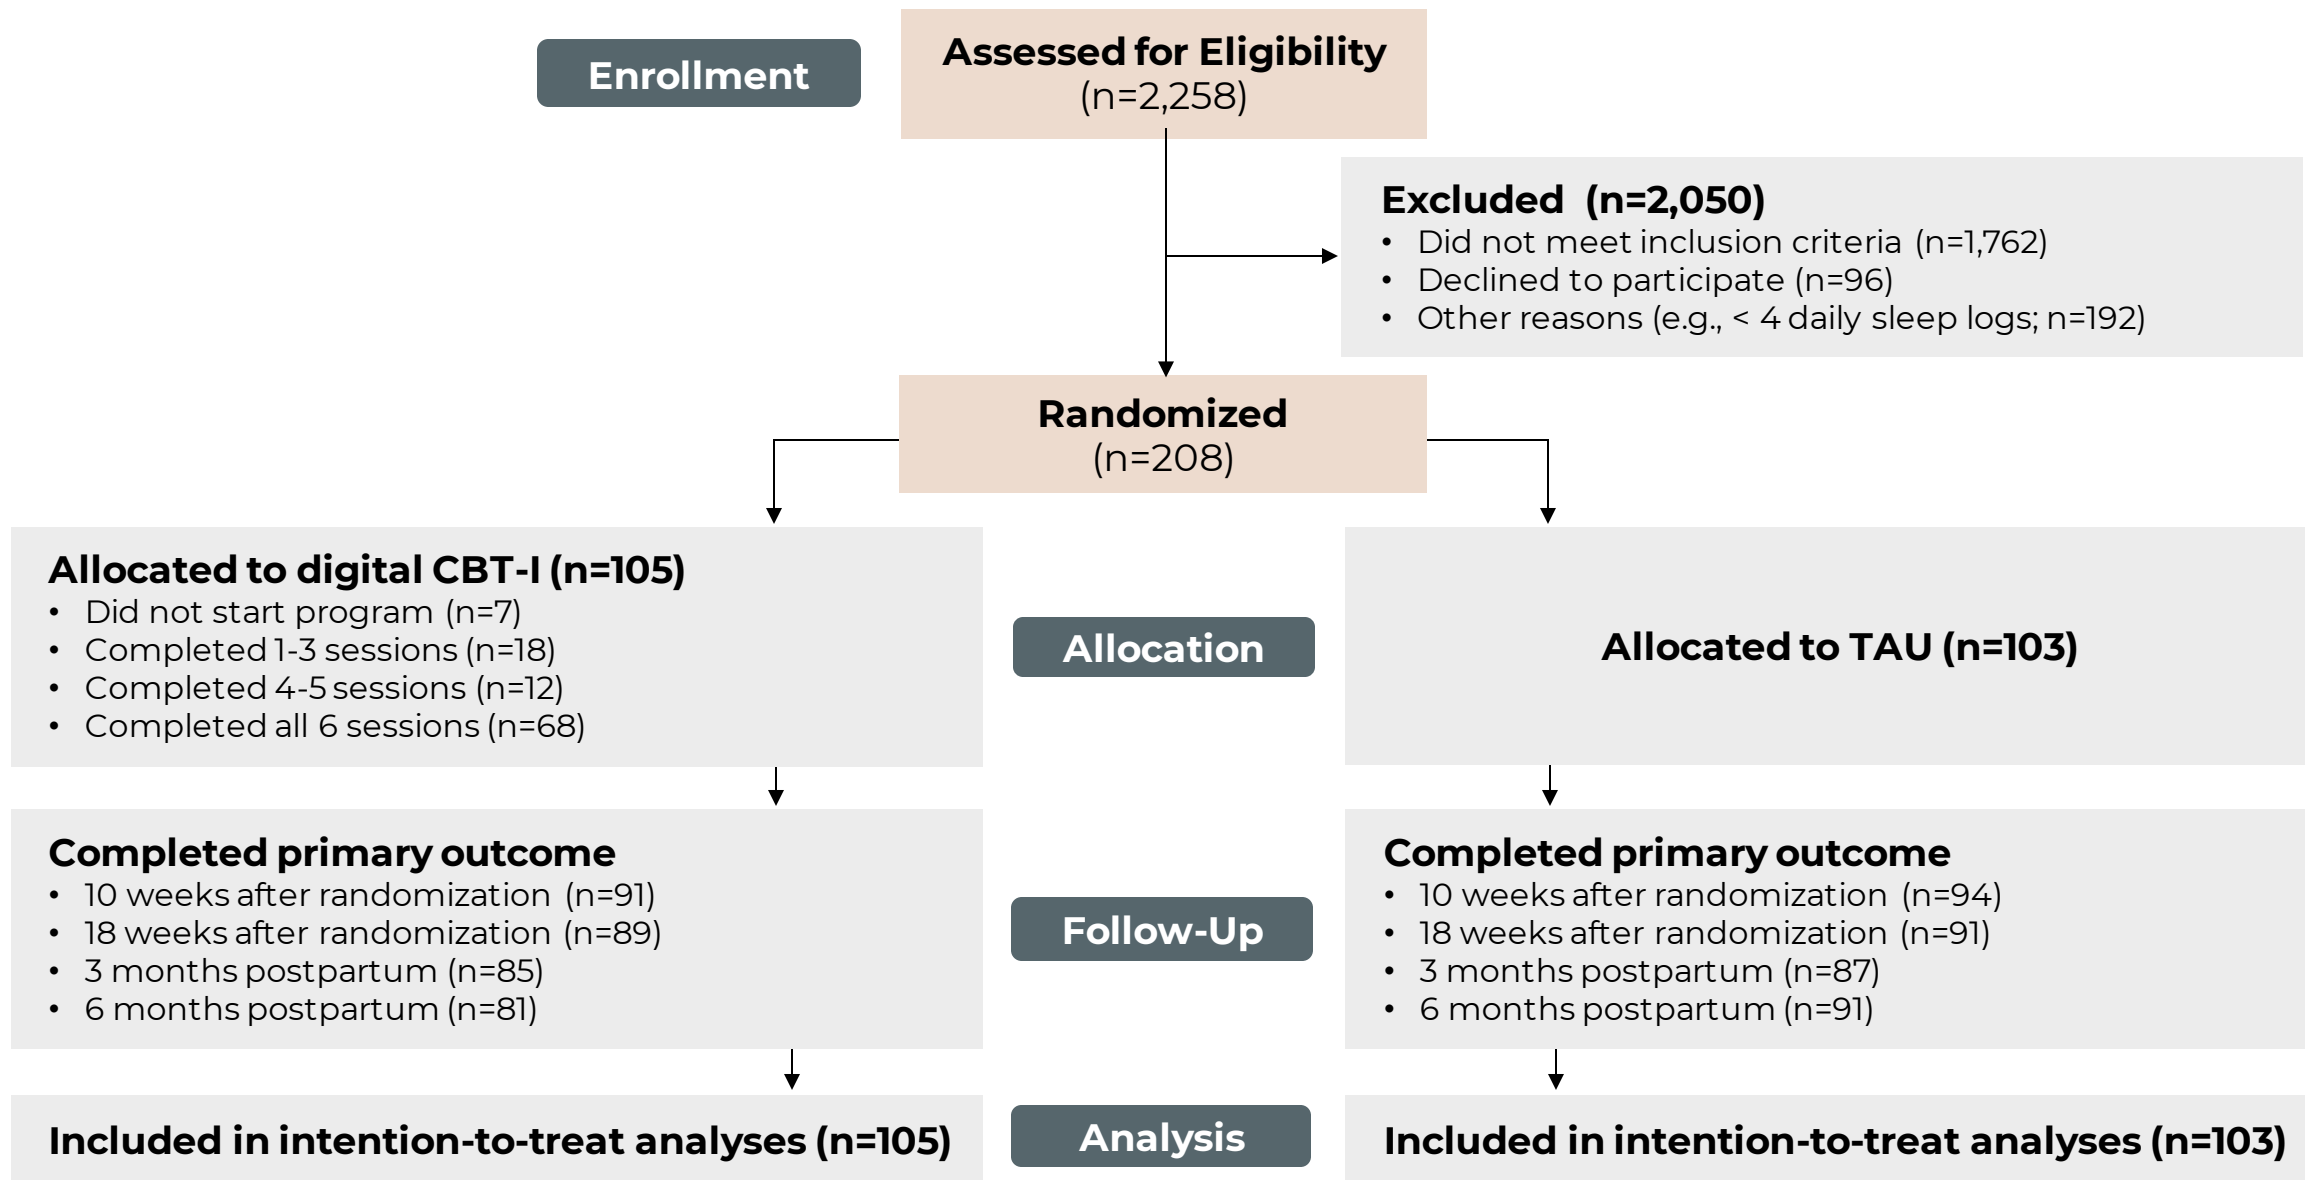 Enrollment
Assessed for Eligibility
(n=2,258)
Excluded (n=2,050)
• Did not meet inclusion criteria (n=1,762)
• Declined to participate (n=96)
• Other reasons (e.g., < 4 daily sleep logs; n=192)
Randomized
(n=208)
Allocated to digital CBT-I (n=105)
• Did not start program (n=7)
• Completed 1-3 sessions (n=18)
• Completed 4-5 sessions (n=12)
• Completed all 6 sessions (n=68)
Allocation
Allocated to TAU (n=103)
Completed primary outcome
• 10 weeks after randomization (n=91)
• 18 weeks after randomization (n=89)
• 3 months postpartum (n=85)
• 6 months postpartum (n=81)
Follow-Up
Completed primary outcome
• 10 weeks after randomization (n=94)
• 18 weeks after randomization (n=91)
• 3 months postpartum (n=87)
• 6 months postpartum (n=91)
Included in intention-to-treat analyses (n=105)
Analysis
Included in intention-to-treat analyses (n=103)